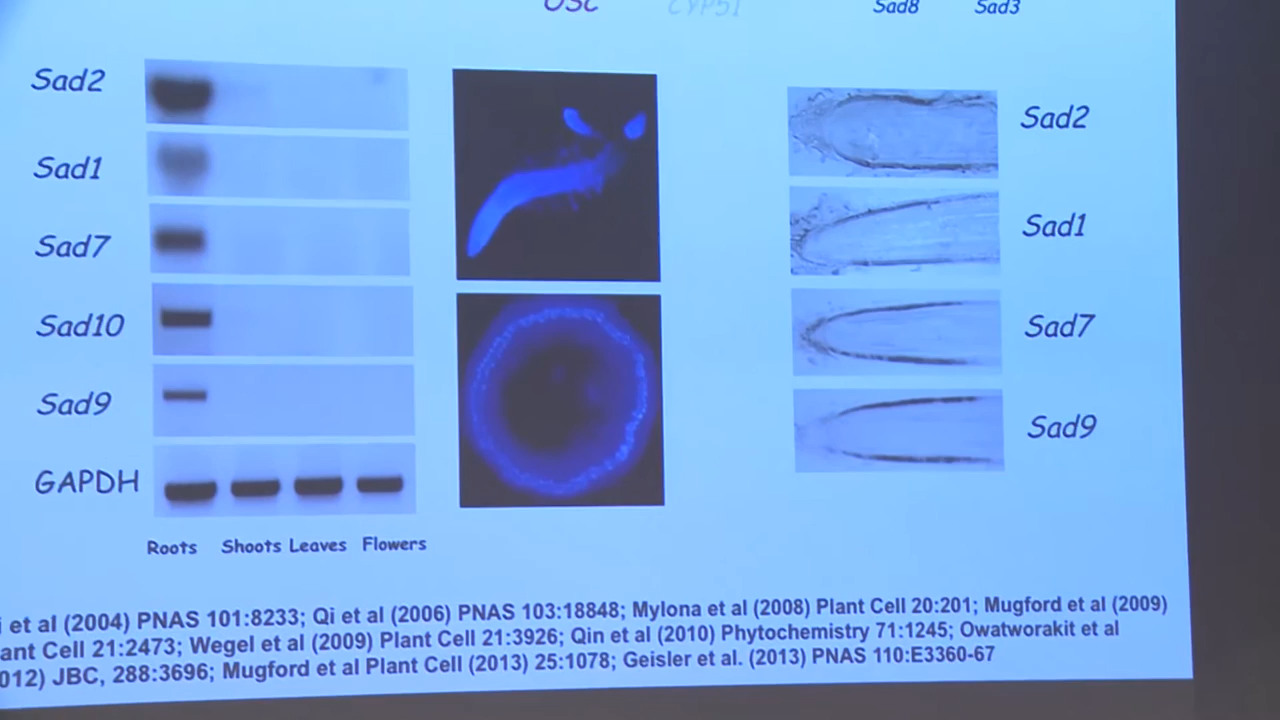 OSC CYP51 Sad8 Sad3
Sad2
Sad1
Sad7
Sad10
Sad9
GAPDH
Roots Shoots Leaves Flowers
Sad2
Sad1
Sad7
Sad9
et al (2004) PNAS 101:8233; Qi et al (2006) PNAS 103:18848; Mylona et al (2008) Plant Cell 20:201; Mugford et al (2009)
ant Cell 21:2473; Wegel et al (2009) Plant Cell 21:3926; Qin et al (2010) Phytochemistry 71:1245; Owatworakit et al
012) JBC, 288:3696; Mugford et al Plant Cell (2013) 25:1078; Geisler et al. (2013) PNAS 110:E3360-67